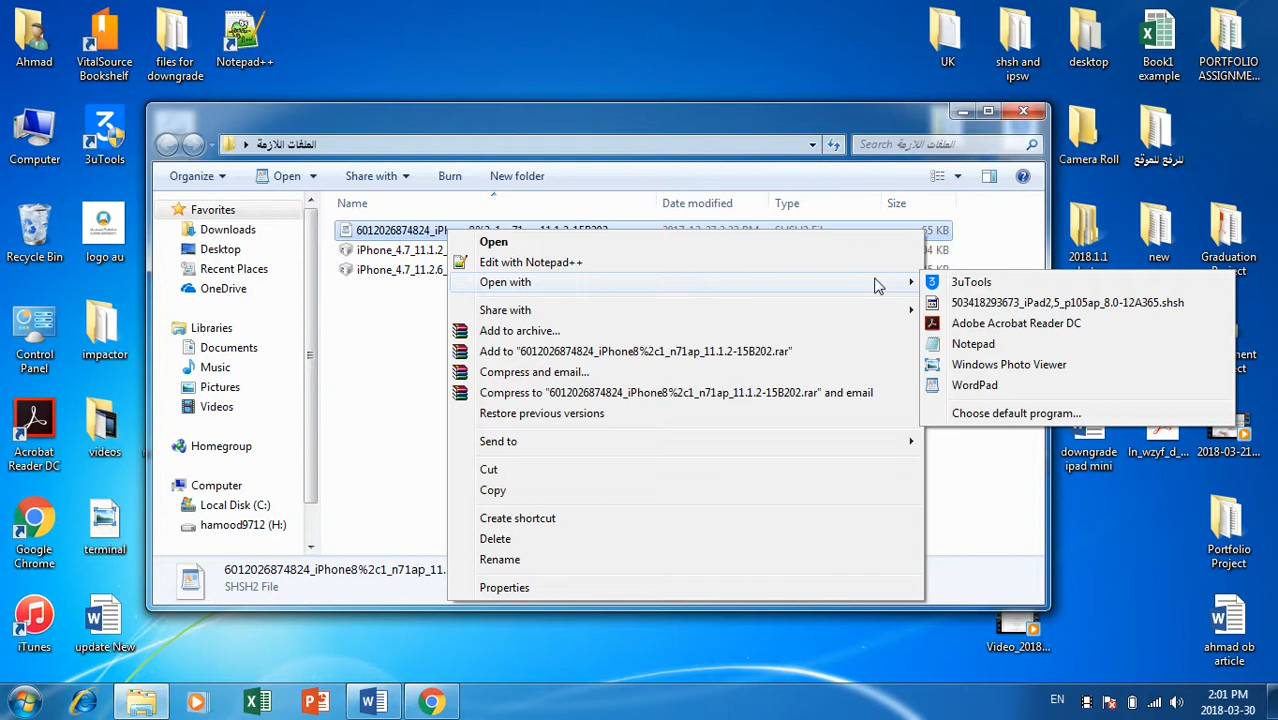 Ahmad
VitalSource
Bookshelf
files for
downgrade
Notepad++
UK
shsh and
ipsw
desktop
Book1
example
PORTFOLIO
ASSIGNME...
Computer
3uTools
Camera Roll
للرفع للموقع
Recycle Bin
logo au
2018.1.1
new
Graduation
Project
Control
Panel
impactor
Acrobat
Reader DC
videos
downgrade
ipad mini
ln_wzyf_d_...
2018-03-21...
Google
Chrome
terminal
Portfolio
Project
iTunes
update New
Video_2018...
ahmad ob
article
الملفات اللازمة
Search الملفات اللازمة
Organize
Open
Share with
Burn
New folder
Name
Date modified
Type
Size
Favorites
Downloads
Desktop
Recent Places
OneDrive
Libraries
Documents
Music
Pictures
Videos
Homegroup
Computer
Local Disk (C:)
hamood9712 (H:)
iPhone_4.7_11.1.2
iPhone_4.7_11.2.6
6012026874824_iPhone8%2c1_n71ap_11.
SHSH2 File
Open
Edit with Notepad++
Open with
Share with
Add to archive...
Add to "6012026874824_iPhone8%2c1_n71ap_11.1.2-15B202.rar"
Compress and email...
Compress to "6012026874824_iPhone8%2c1_n71ap_11.1.2-15B202.rar" and email
Restore previous versions
Send to
Cut
Copy
Create shortcut
Delete
Rename
Properties
3uTools
503418293673_iPad2,5_p105ap_8.0-12A365.shsh
Adobe Acrobat Reader DC
Notepad
Windows Photo Viewer
WordPad
Choose default program...
EN
2:01 PM
2018-03-30